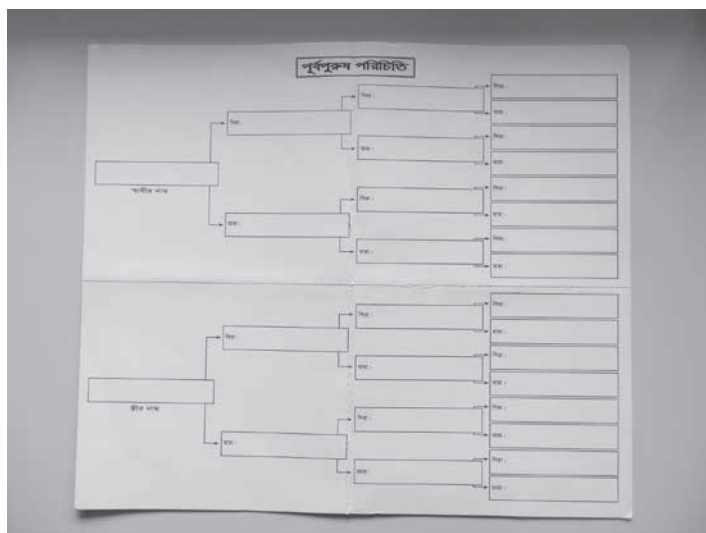 পূর্বপুরুষ পরিচিতি
পিতা :
পিতা :
মাতা :
পিতা :
পিতা :
মাতা :
মাতা :
পিতা :
স্বামীর নাম
পিতা :
মাতা :
মাতা :
পিতা :
মাতা :
মাতা :
পিতা :
পিতা :
মাতা :
পিতা
পিতা :
মাতা :
মাতা :
পিতা :
স্ত্রীর নাম
পিতা :
মাতা :
মাতা :
পিতা :
মাতা :
মাতা :